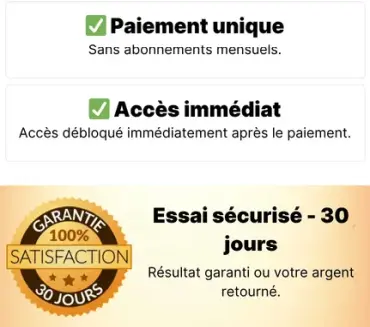 ✅ Paiement unique
Sans abonnements mensuels.
✅ Accès immédiat
Accès débloqué immédiatement après le paiement.
GARANTIE
100%
SATISFACTION
30 JOURS
Essai sécurisé - 30
jours
Résultat garanti ou votre argent
retourné.